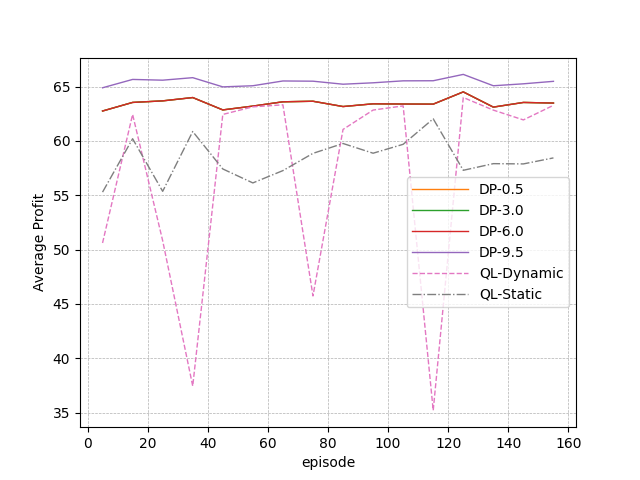 65
60
55
50
45
40
35
Average Profit
DP-0.5
DP-3.0
DP-6.0
DP-9.5
QL-Dynamic
QL-Static
0 20 40 60 80 100 120 140 160
episode